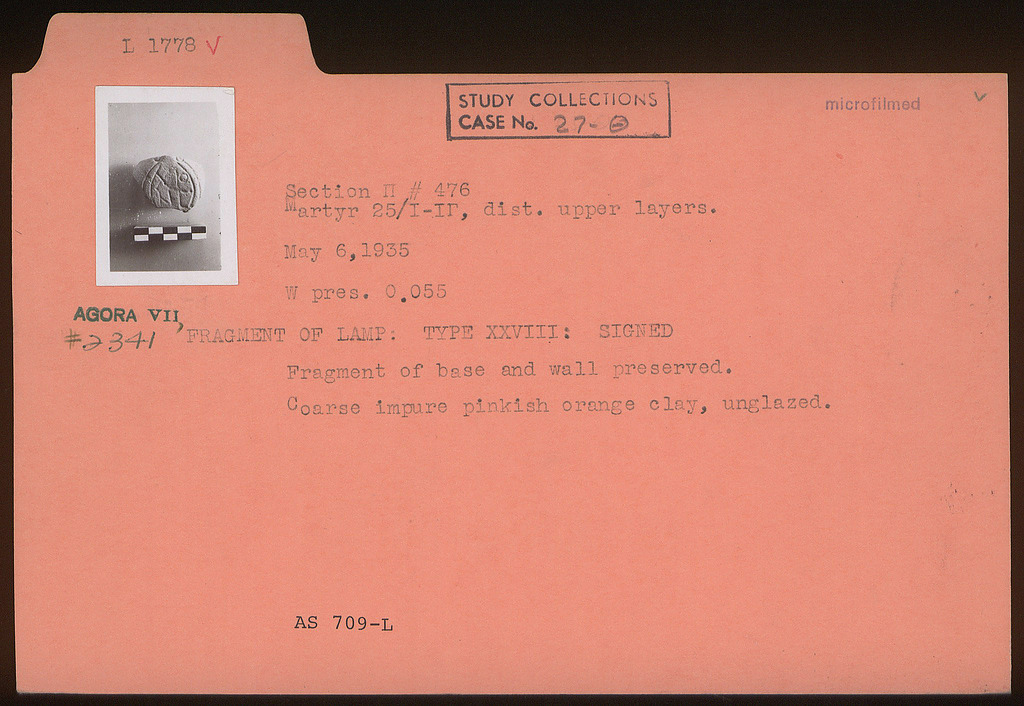 L 1778 √
STUDY COLLECTIONS
CASE No. 27-Θ
microfilmed
Section Π # 476
Martyr 25/Ι-ΙΓ, dist. upper layers.
May 6,1935
W pres. 0.055
AGORA VII,
#2341
FRAGMENT OF LAMP: TYPE XXVIII: SIGNED
Fragment of base and wall preserved.
Coarse impure pinkish orange clay, unglazed.
AS 709-L